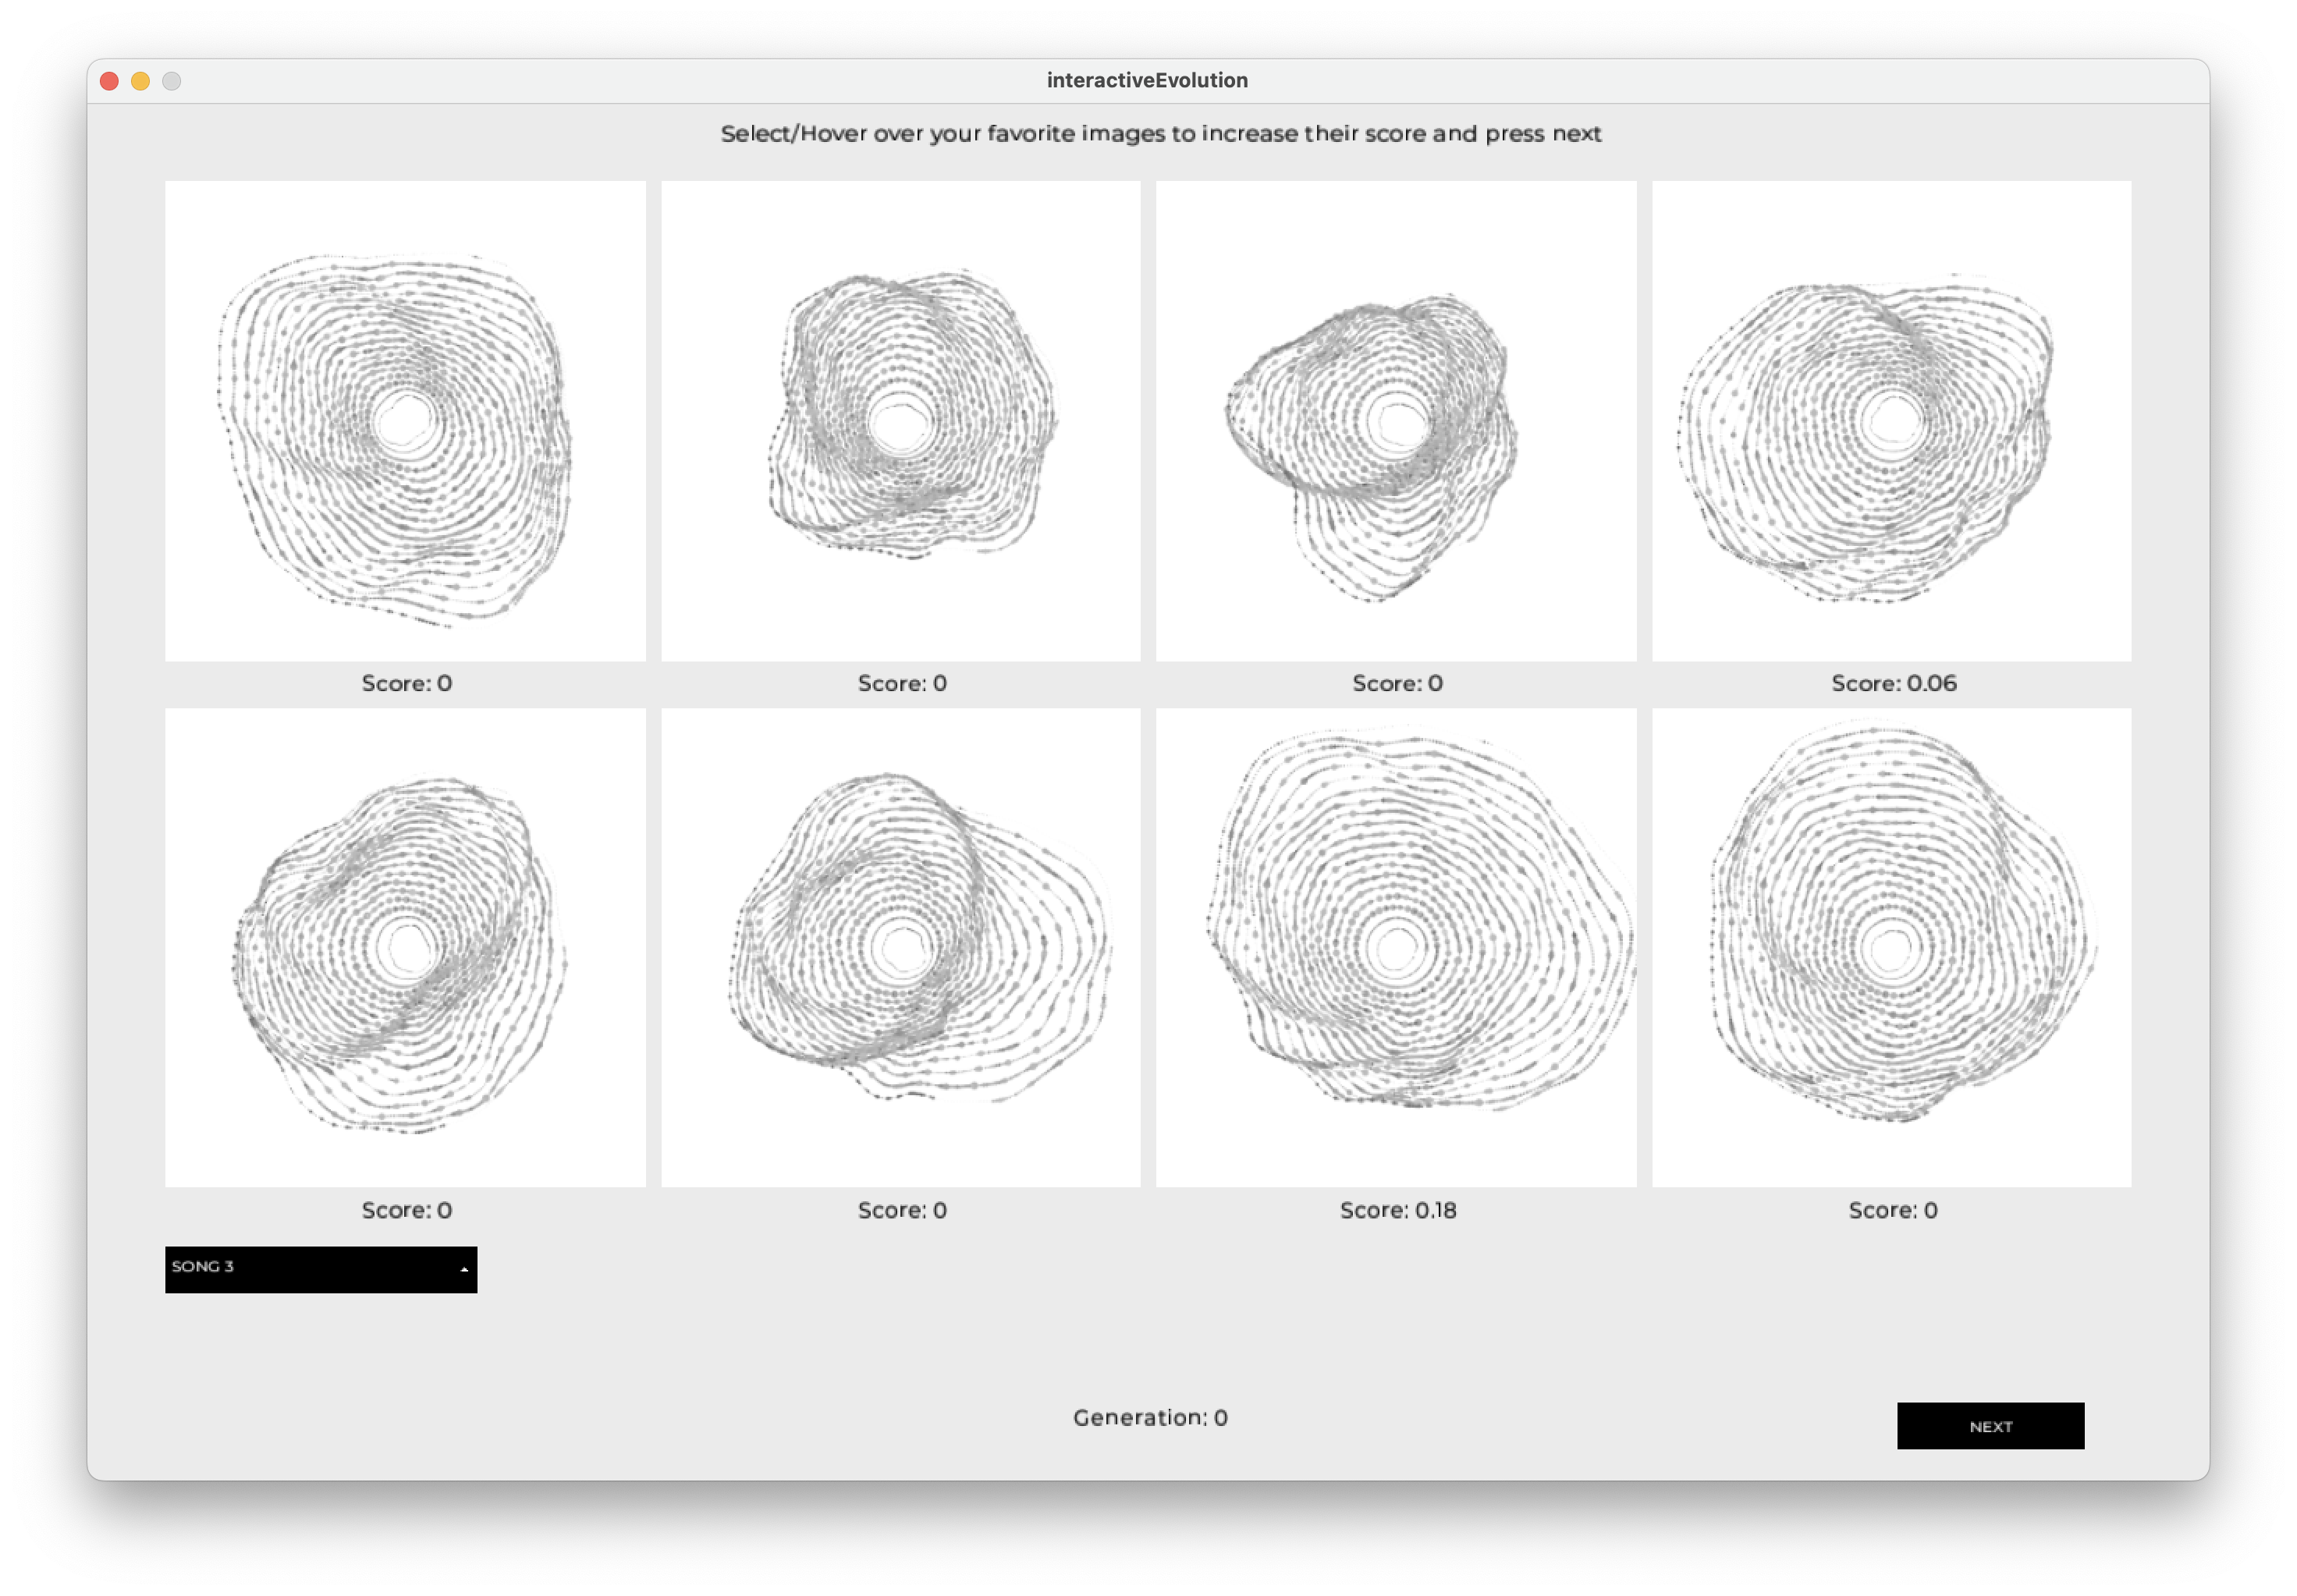 interactiveEvolution
Select/Hover over your favorite images to increase their score and press next
Score: 0
Score: 0
Score: 0
Score: 0.06
Score: 0
Score: 0
Score: 0.18
Score: 0
SONG 3
Generation: 0
NEXT